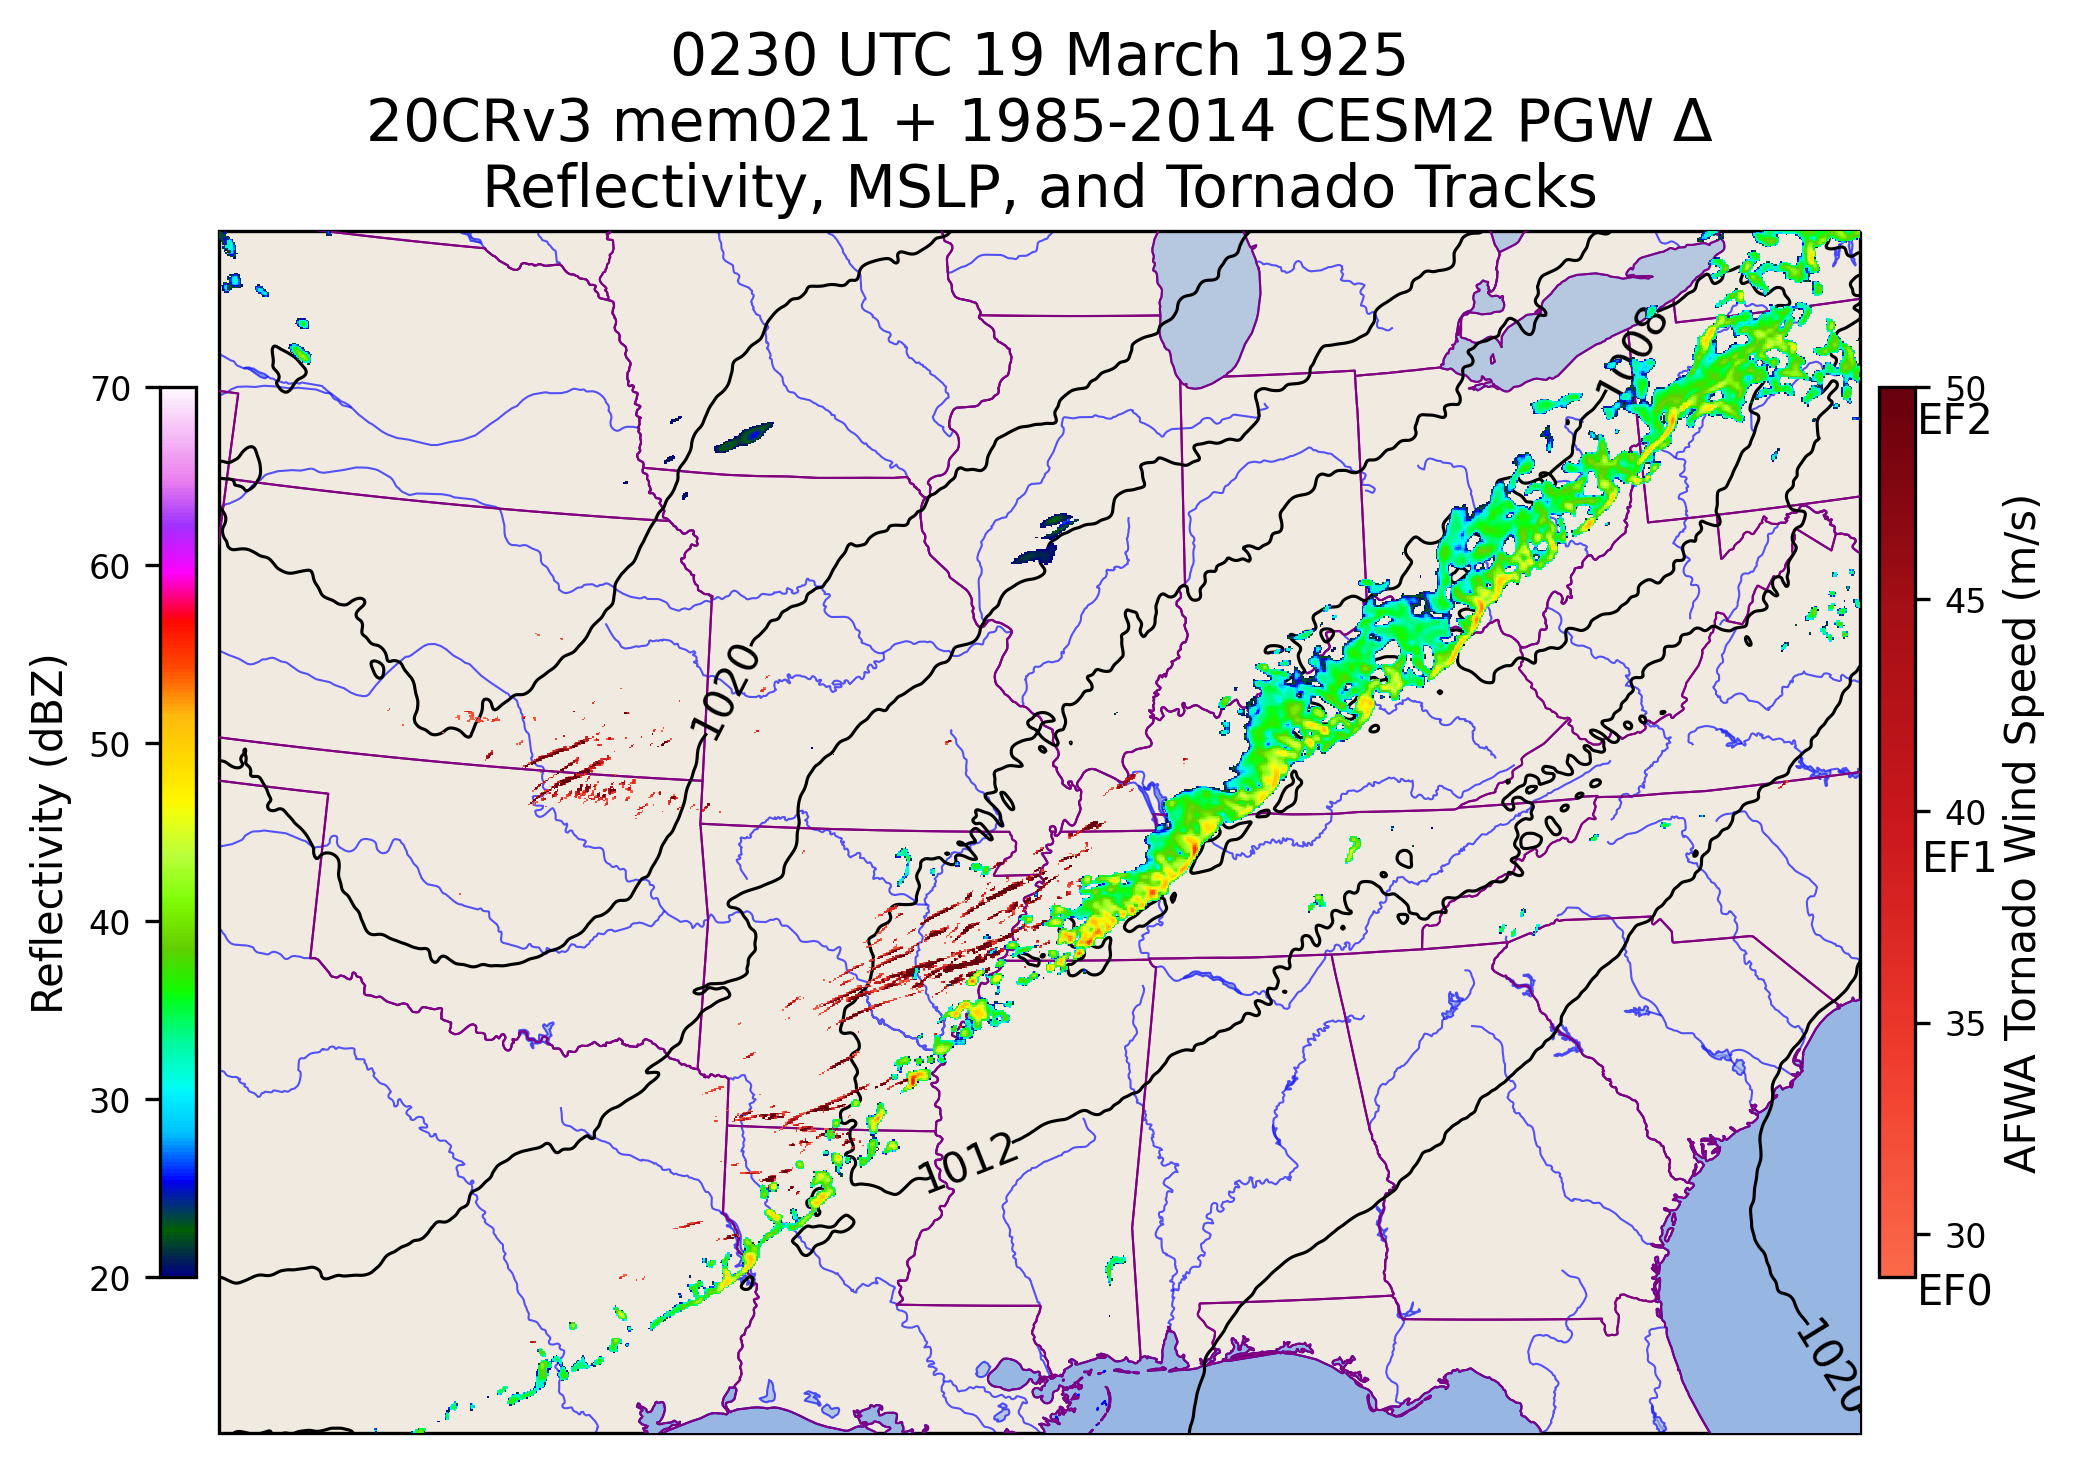 0230 UTC 19 March 1925
20CRv3 mem021 + 1985-2014 CESM2 PGW Δ
Reflectivity, MSLP, and Tornado Tracks
70
60
50
40
30
20
Reflectivity (dBZ)
1008
1020
1012
1020
50
EF2
45
40
EF1
35
30
EF0
AFWA Tornado Wind Speed (m/s)